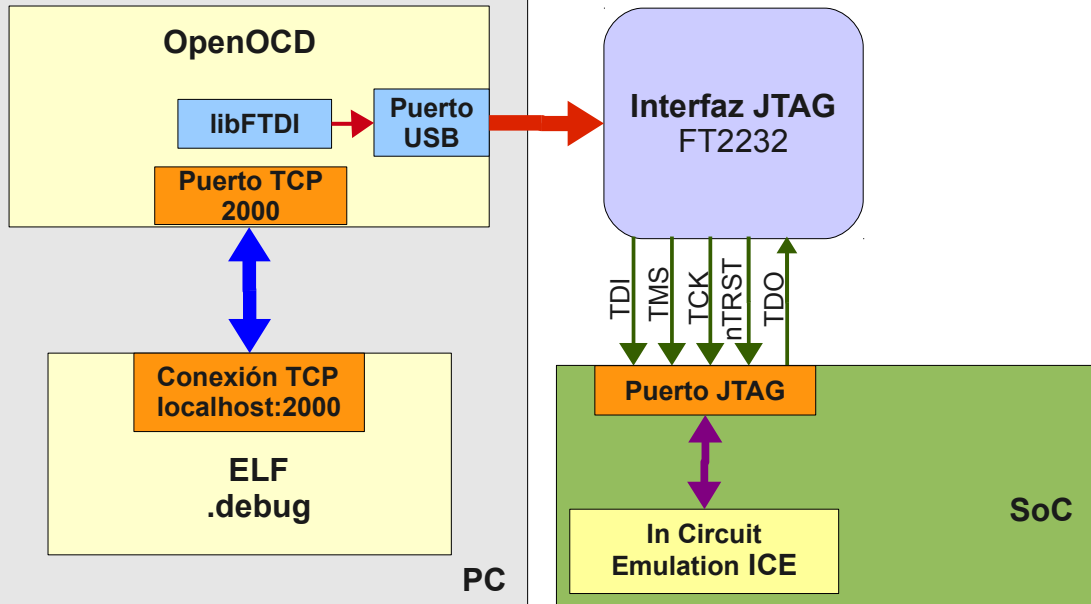 OpenOCD
libFTDI
Puerto
USB
Puerto TCP
2000
Conexión TCP
localhost:2000
ELF
.debug
PC
Interfaz JTAG
FT2232
TDI
TMS
TCK
nTRST
TDO
Puerto JTAG
In Circuit
Emulation ICE
SoC